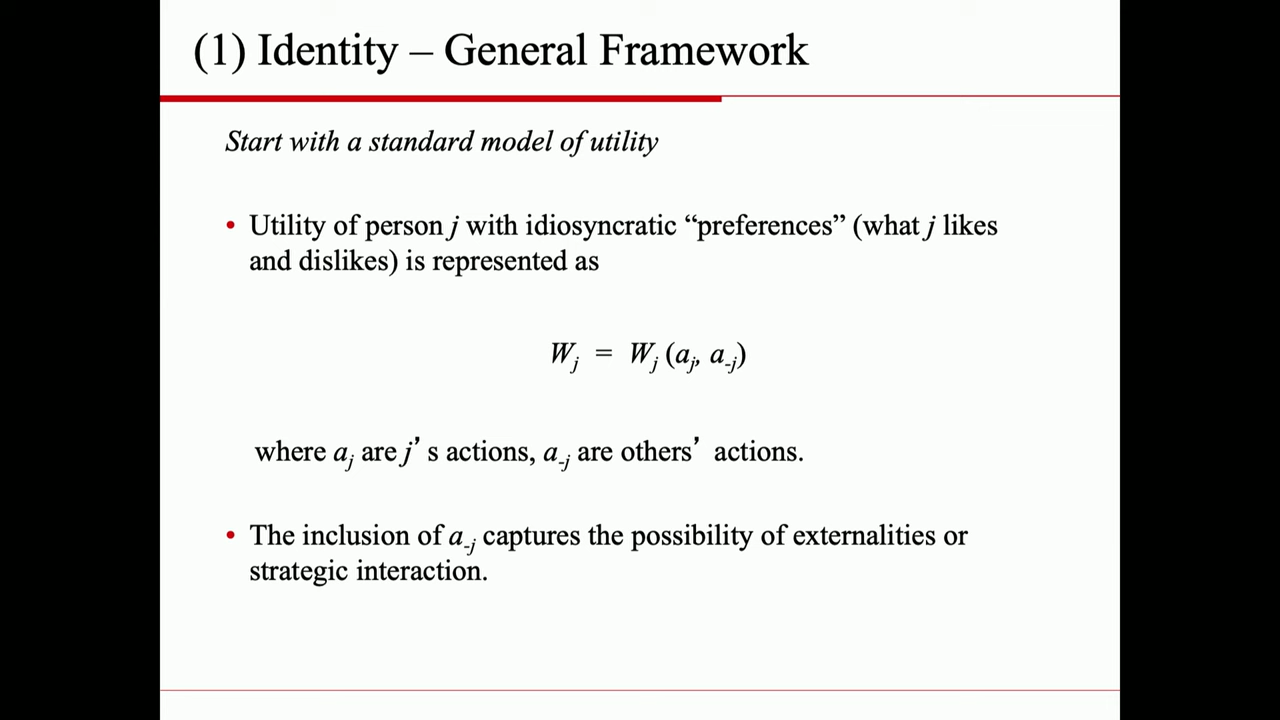 (1) Identity – General Framework
Start with a standard model of utility
• Utility of person j with idiosyncratic “preferences” (what j likes
and dislikes) is represented as
Wj = Wj (aj, a-j)
where aj are j’s actions, a-j are others’ actions.
• The inclusion of a-j captures the possibility of externalities or
strategic interaction.